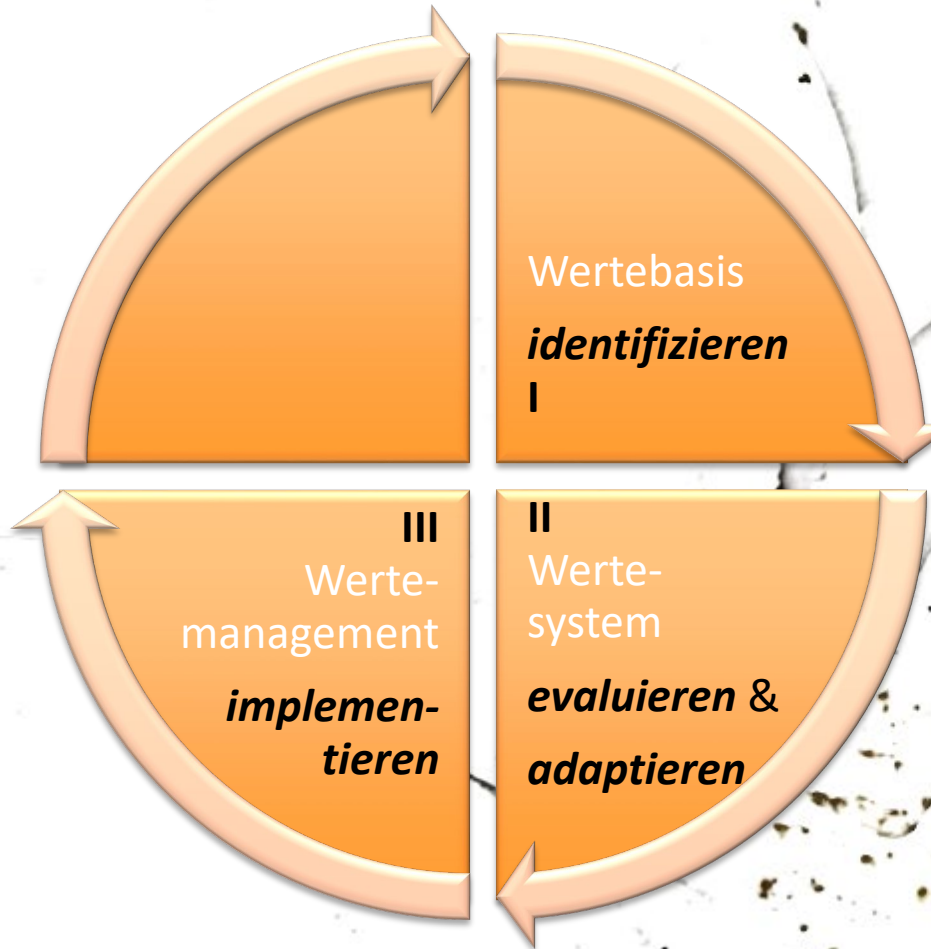 Wertebasis
identifizieren
I
II
Werte-
system
evaluieren &
adaptieren
III
Werte-
management
implemen-
tieren